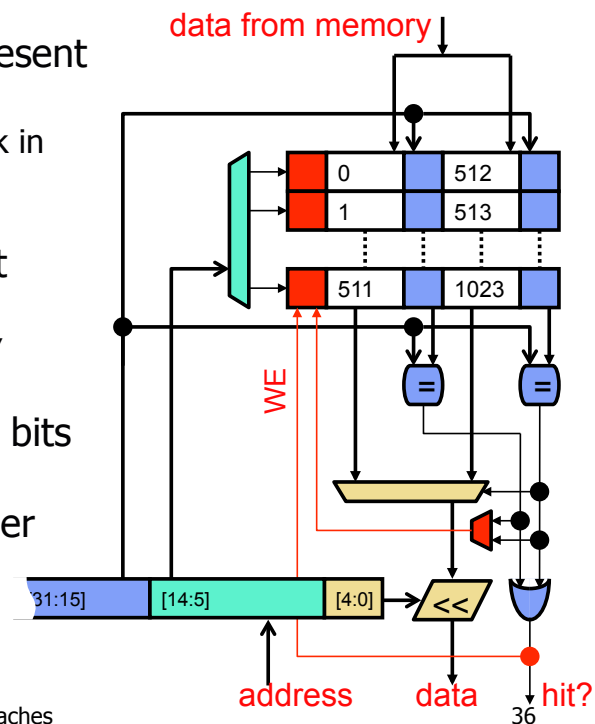 data from memory
esent
k in
0 512
1 513
t
511 1023
= =
WE
bits
er
31:15] [14:5] [4:0] <<
address data hit?
aches 36